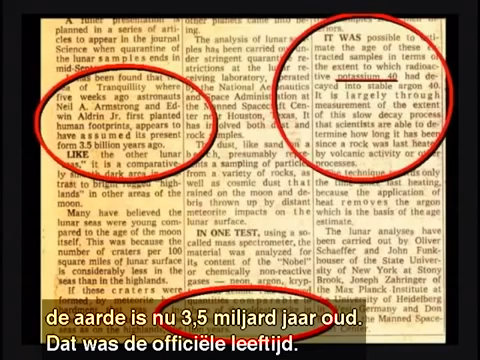 A fuller presentation is
planned in a series of arti-
cles to appear in the journal
Science when quarantine of
the lunar samples ends in
mid-Sep
has been found that
ea of Tranquillity where
five weeks ago astronauts
Neil A. Armstrong and Ed-
win Aldrin Jr. first planted
human footprints, appears to
have assumed its present
form 3.5 billion years ago.
LIKE the other lunar
it is a compara
dark area in
trast to bright rugged high-
lands" in other areas of the
moon.
Many have believed the
lunar seas were young com-
pared to the age of the moon
itself, This was because the
number of craters per 100
square miles of lunar surface
is considerably less in the
seas than in the highlands.
If these craters were
formed, by
seas as on the highlands
other planets came into
The analysis of lunar
ples has been carried out un-
der stringent quarantine re-
strictions at the lunar re-
ceiving laboratory, operated
the National Aeronautics
and Space Administration at
Manned Spacecraft Cen-
near Houston, Texas. It
has involved both dust and
rock samples.
The dust, like sand on a
presumably repre-
a sampling of particles
from a variety of rocks, as
well as cosmic dust that
rained on the moon and de-
bris thrown up by distant
meteorite impacts on the
lunar surface.
IN ONE TEST, using a so-
called mass spectrometer, the
material was analyzed for
its content of the "Nobel"
or chemically non-reactive
gases — neon, argon, kryp-
quantities comparable
years.
IT WAS possible to esti-
mate the age of these ex-
tracted samples in terms of
the extent to which radioac-
tive potassium 40 had de-
cayed into stable argon 40.
It is largely through
measurement of the extent
of this slow decay process
that scientists are able to de-
termine how long it has been
since a rock was last heated
by volcanic activity or other
processes.
technique fixes only
the time of last heating,
because the application of
heat removes the argon
which is the basis of the age
estimate.
The lunar analyses have
been carried out by Oliver
Schaeffer and John Funk-
houser of the State Univer-
sity of New York at Stony
Brook, Joseph Zahringer of
the Max Planck Institute at
University of Heidelberg
Germany and Don
the Manned Space-
de aarde is nu 3,5 miljard jaar oud.
Dat was de officiële leeftijd.